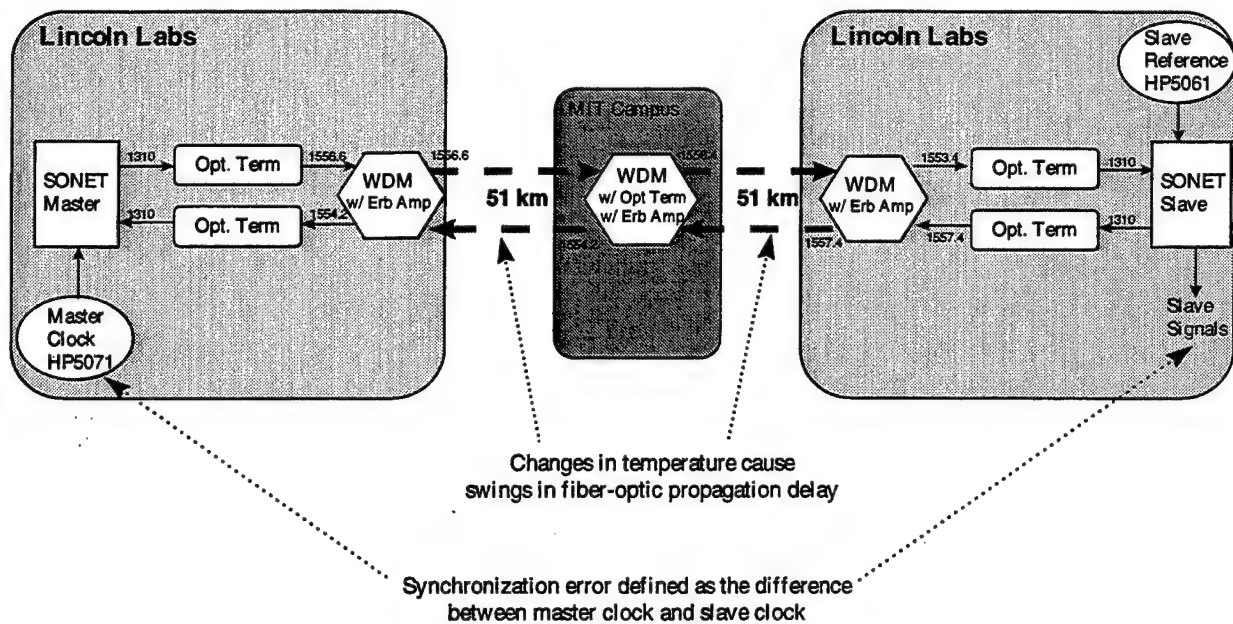 Lincoln Labs
SONET
Master
1310
Opt. Term
1556.6
1310
Opt. Term
1554.2
WDM
w/ Erb Amp
1556.6
51 km
Master
Clock
HP5071
MIT Campus
WDM
w/ Opt Term
w/ Erb Amp
1554.2
51 km
Lincoln Labs
Slave
Reference
HP5061
WDM
w/ Erb Amp
1557.4
1553.4
Opt. Term
1310
1557.4
Opt. Term
1310
SONET
Slave
Slave
Signals
Changes in temperature cause
swings in fiber-optic propagation delay
Synchronization error defined as the difference
between master clock and slave clock